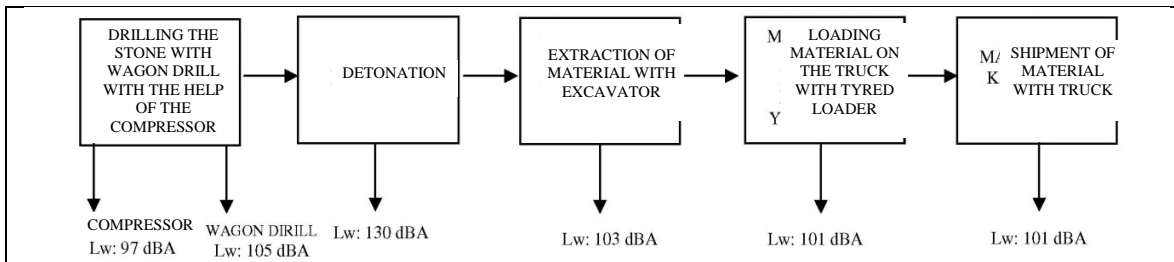 DRILLING THE
STONE WITH
WAGON DRILL
WITH THE HELP
OF THE
COMPRESSOR
DETONATION
EXTRACTION OF
MATERIAL WITH
EXCAVATOR
M
LOADING
MATERIAL ON
THE TRUCK
WITH TYRED
Y LOADER
MA SHIPMENT OF
K MATERIAL
WITH TRUCK
COMPRESSOR
Lw: 97 dBA
WAGON DIRILL
Lw: 105 dBA
Lw: 130 dBA
Lw: 103 dBA
Lw: 101 dBA
Lw: 101 dBA